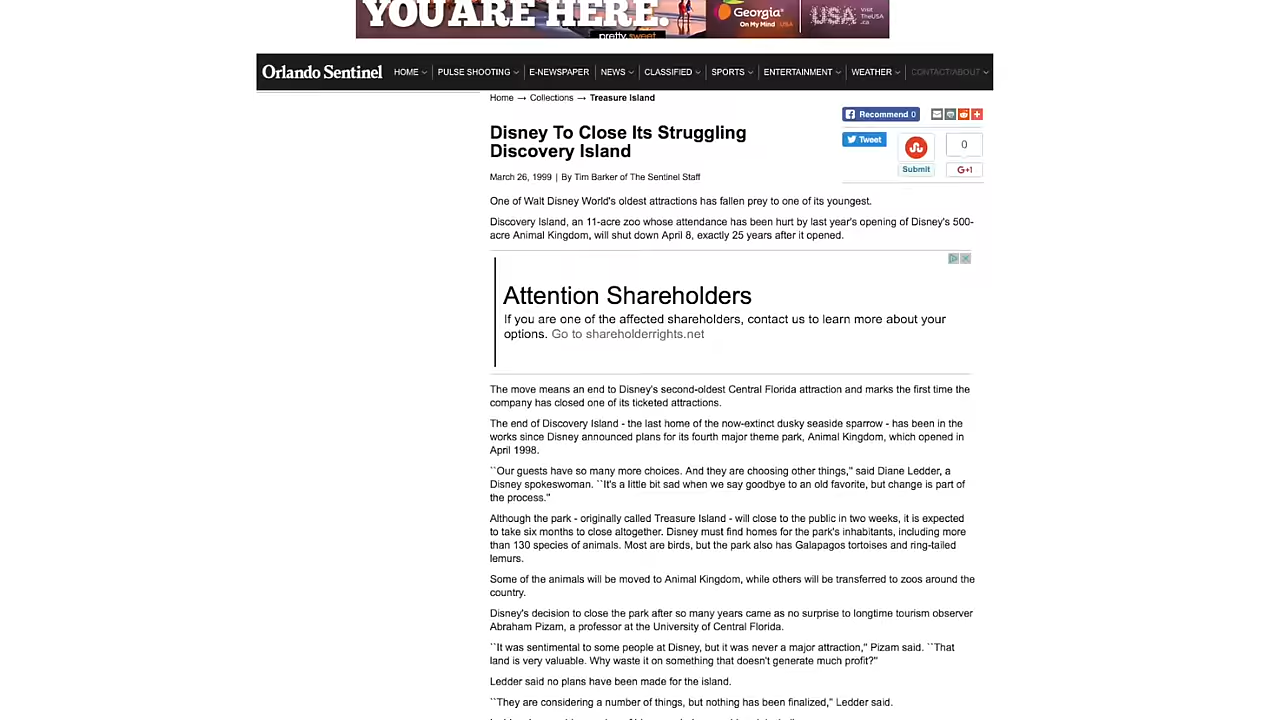 YOU ARE HERE.
pretty. sweet.
Georgia
On My Mind | USA
USA
Visit
TheUSA
.ca
Orlando Sentinel HOME PULSE SHOOTING E-NEWSPAPER NEWS CLASSIFIED SPORTS ENTERTAINMENT WEATHER CONTACT/ABOUT
Home → Collections → Treasure Island
Recommend 0
Disney To Close Its Struggling
Discovery Island
Tweet
0
Submit
G+1
March 26, 1999 | By Tim Barker of The Sentinel Staff
One of Walt Disney World's oldest attractions has fallen prey to one of its youngest.
Discovery Island, an 11-acre zoo whose attendance has been hurt by last year's opening of Disney's 500-
acre Animal Kingdom, will shut down April 8, exactly 25 years after it opened.
Attention Shareholders
If you are one of the affected shareholders, contact us to learn more about your
options. Go to shareholderrights.net
The move means an end to Disney's second-oldest Central Florida attraction and marks the first time the
company has closed one of its ticketed attractions.
The end of Discovery Island - the last home of the now-extinct dusky seaside sparrow - has been in the
works since Disney announced plans for its fourth major theme park, Animal Kingdom, which opened in
April 1998.
``Our guests have so many more choices. And they are choosing other things,'' said Diane Ledder, a
Disney spokeswoman. ``It's a little bit sad when we say goodbye to an old favorite, but change is part of
the process.''
Although the park - originally called Treasure Island - will close to the public in two weeks, it is expected
to take six months to close altogether. Disney must find homes for the park's inhabitants, including more
than 130 species of animals. Most are birds, but the park also has Galapagos tortoises and ring-tailed
lemurs.
Some of the animals will be moved to Animal Kingdom, while others will be transferred to zoos around the
country.
Disney's decision to close the park after so many years came as no surprise to longtime tourism observer
Abraham Pizam, a professor at the University of Central Florida.
``It was sentimental to some people at Disney, but it was never a major attraction,'' Pizam said. ``That
land is very valuable. Why waste it on something that doesn't generate much profit?''
Ledder said no plans have been made for the island.
``They are considering a number of things, but nothing has been finalized,'' Ledder said.